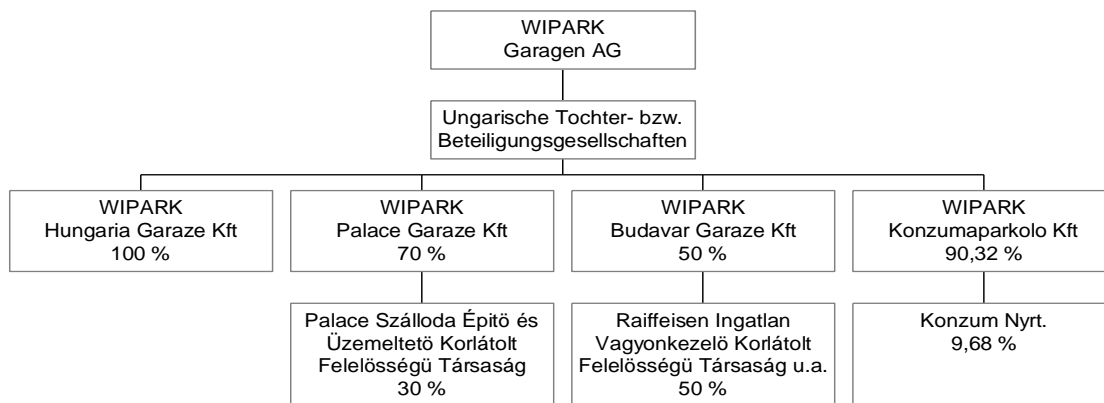 WIPARK
Garagen AG
Ungarische Tochter- bzw.
Beteiligungsgesellschaften
WIPARK
Hungaria Garaze Kft
100 %
WIPARK
Palace Garaze Kft
70 %
WIPARK
Budavar Garaze Kft
50 %
WIPARK
Konzumaparkolo Kft
90,32 %
Palace Szálloda Épitö és
Üzemeltetö Korlátolt
Felelösségü Társaság
30 %
Raiffeisen Ingatlan
Vagyonkezelö Korlátolt
Felelösségü Társaság u.a.
50 %
Konzum Nyrt.
9,68 %